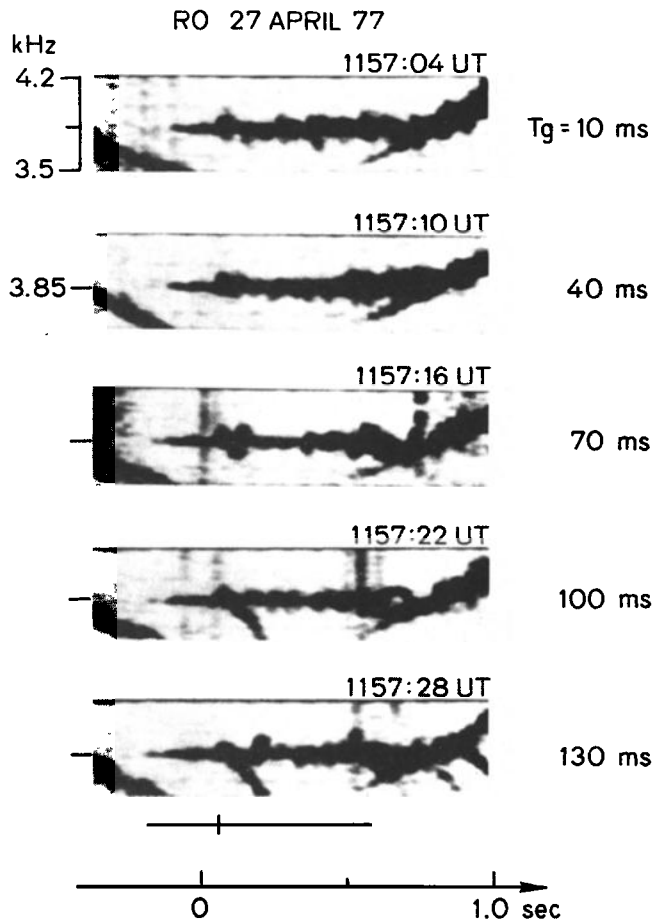 RO 27 APRIL 77
kHz
1157:04 UT
4.2
Tg = 10 ms
3.5
1157:10 UT
3.85
40 ms
1157:16 UT
70 ms
1157:22 UT
100 ms
1157:28 UT
130 ms
0 1.0 sec